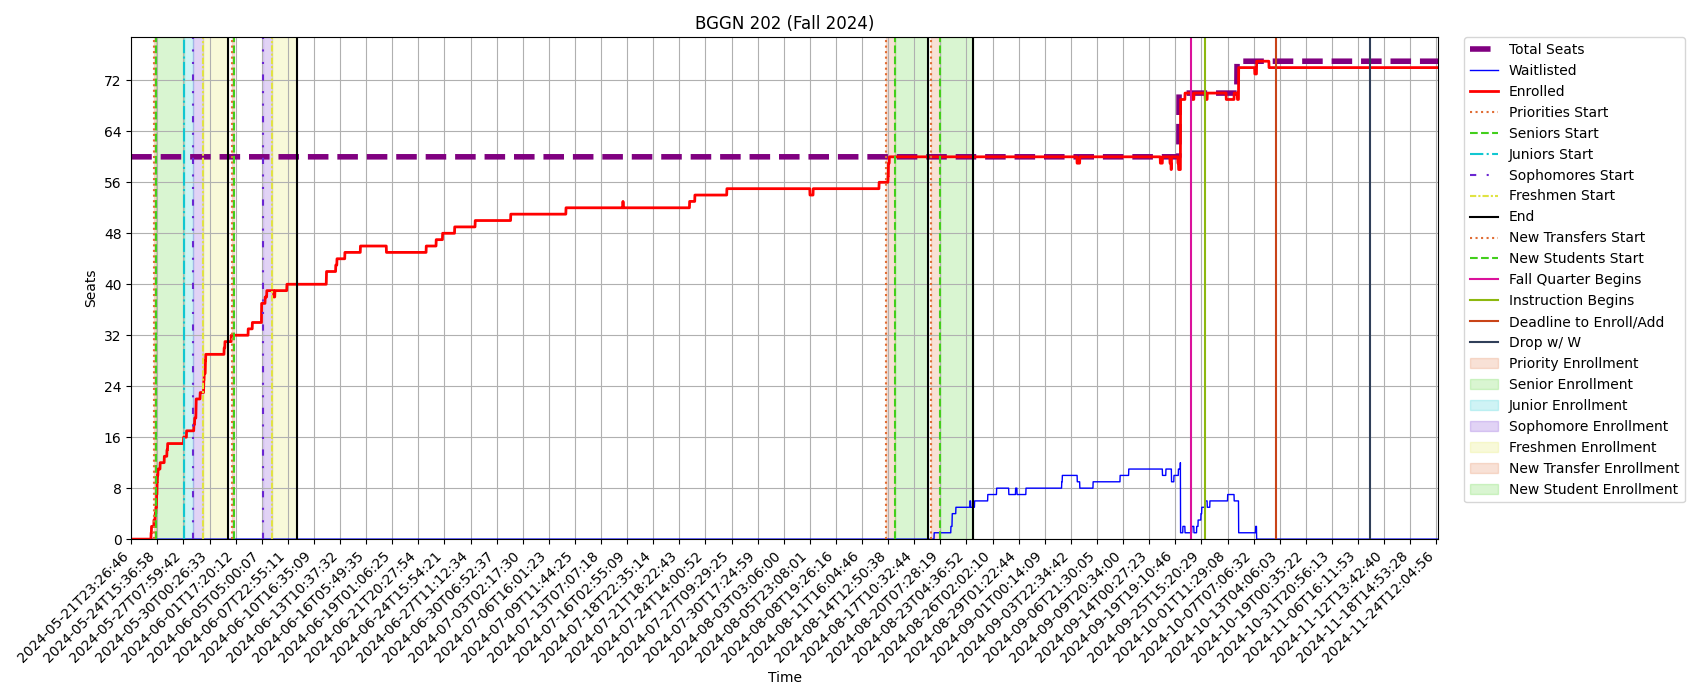 BGGN 202 (Fall 2024)
Seats
72
64
56
48
40
32
24
16
8
0
2024-05-21T23:26:46
2024-05-24T15:36:58
2024-05-27T07:59:42
2024-05-30T00:26:33
2024-06-01T17:20:12
2024-06-05T05:00:07
2024-06-07T22:55:11
2024-06-10T16:35:09
2024-06-13T10:37:32
2024-06-16T05:49:35
2024-06-19T01:06:25
2024-06-21T20:27:54
2024-06-24T15:54:21
2024-06-27T11:12:34
2024-06-30T06:52:37
2024-07-03T02:17:30
2024-07-06T16:01:23
2024-07-09T11:44:25
2024-07-13T07:07:18
2024-07-16T02:55:09
2024-07-18T22:35:14
2024-07-21T18:22:43
2024-07-24T14:00:52
2024-07-27T09:29:25
2024-07-30T17:24:59
2024-08-03T03:06:00
2024-08-05T23:08:01
2024-08-08T19:26:16
2024-08-11T16:04:46
2024-08-14T12:50:38
2024-08-17T10:32:44
2024-08-20T07:28:19
2024-08-23T04:36:52
2024-08-26T02:02:10
2024-08-29T01:22:44
2024-09-01T00:14:09
2024-09-03T22:34:42
2024-09-06T21:30:05
2024-09-09T20:34:00
2024-09-14T00:27:23
2024-09-19T19:10:46
2024-09-25T15:20:29
2024-10-01T11:29:08
2024-10-07T07:06:32
2024-10-13T04:06:03
2024-10-19T00:35:22
2024-10-31T20:56:13
2024-11-06T16:11:53
2024-11-12T13:42:40
2024-11-18T14:53:28
2024-11-24T12:04:56
Time
Total Seats
Waitlisted
Enrolled
Priorities Start
Seniors Start
Juniors Start
Sophomores Start
Freshmen Start
End
New Transfers Start
New Students Start
Fall Quarter Begins
Instruction Begins
Deadline to Enroll/Add
Drop w/ W
Priority Enrollment
Senior Enrollment
Junior Enrollment
Sophomore Enrollment
Freshmen Enrollment
New Transfer Enrollment
New Student Enrollment